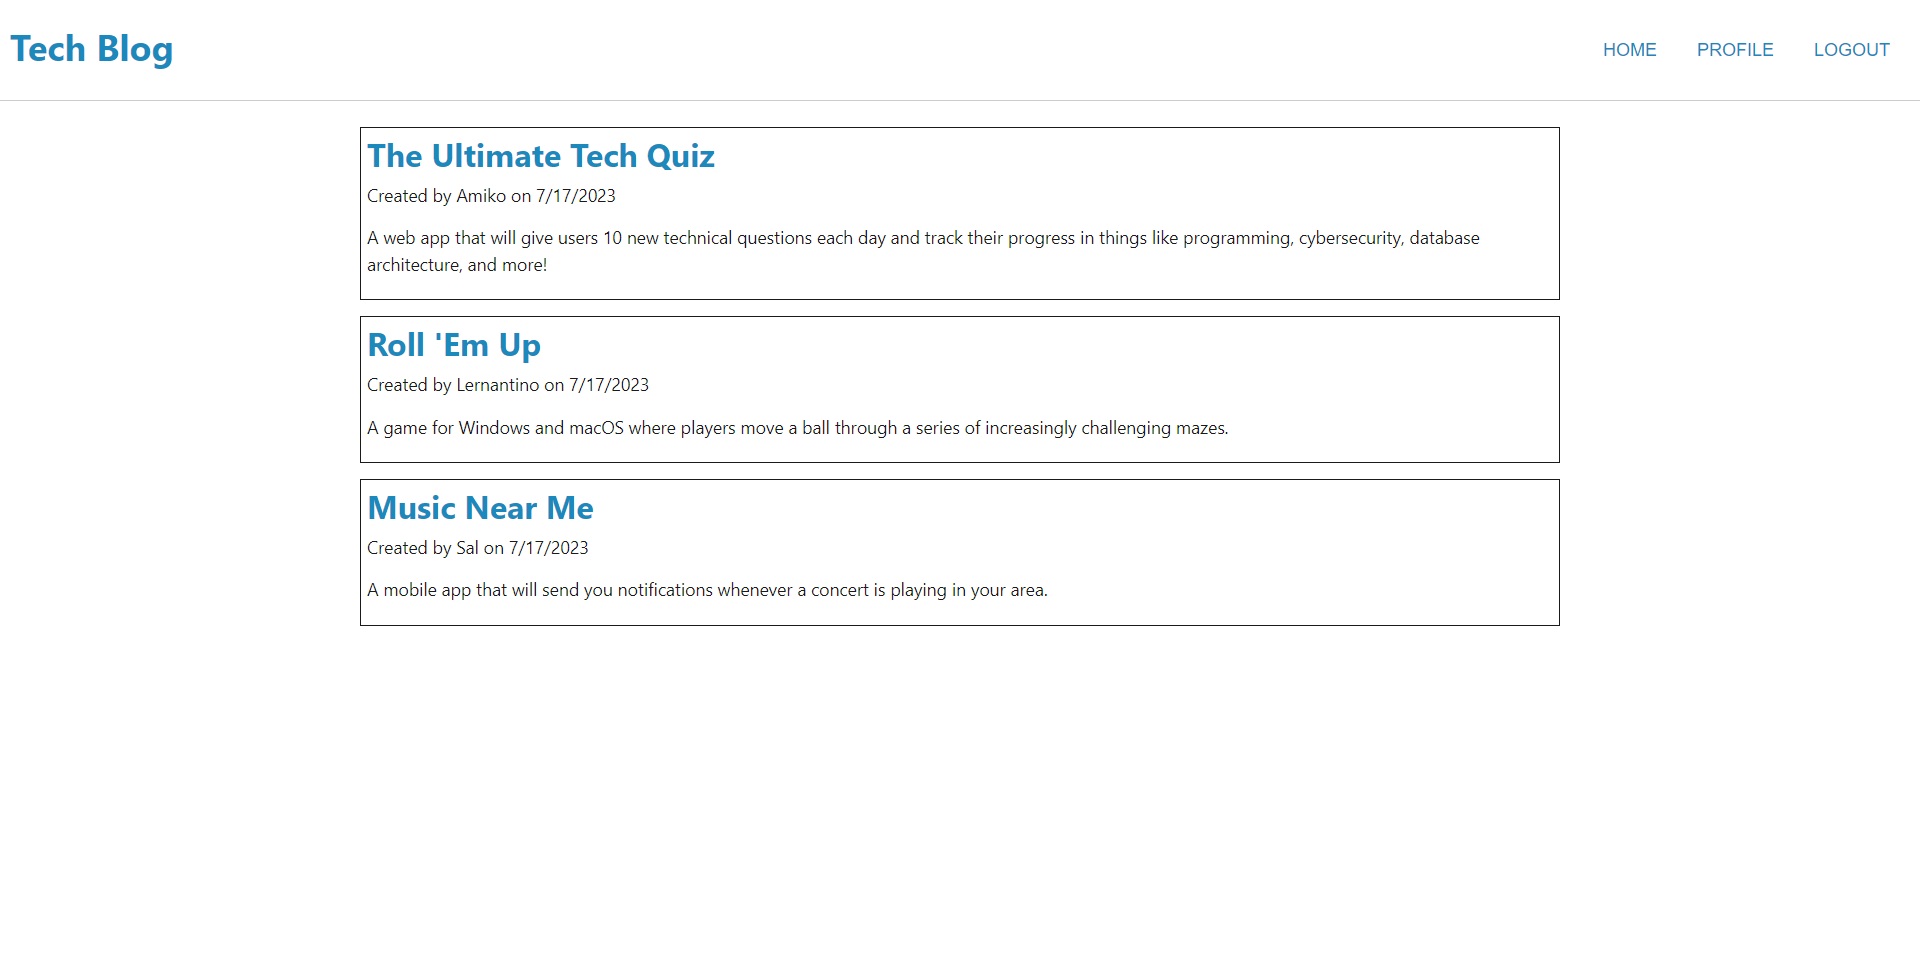 Tech Blog
HOME PROFILE LOGOUT
The Ultimate Tech Quiz
Created by Amiko on 7/17/2023
A web app that will give users 10 new technical questions each day and track their progress in things like programming, cybersecurity, database
architecture, and more!
Roll 'Em Up
Created by Lernantino on 7/17/2023
A game for Windows and macOS where players move a ball through a series of increasingly challenging mazes.
Music Near Me
Created by Sal on 7/17/2023
A mobile app that will send you notifications whenever a concert is playing in your area.